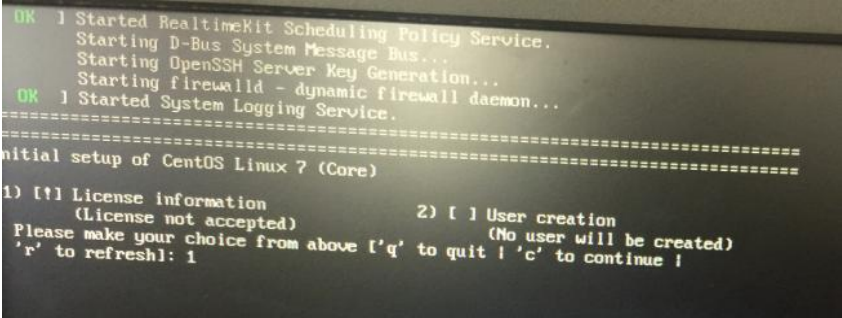 OK ] Started RealtimeKit Scheduling Policy Service.
Starting D-Bus System Message Bus...
Starting OpenSSH Server Key Generation...
Starting firewalld - dynamic firewall daemon...
OK ] Started System Logging Service.
================================================================================
================================================================================
nitial setup of CentOS Linux 7 (Core)
1) [!] License information 2) [ ] User creation
(License not accepted) (No user will be created)
Please make your choice from above ['q' to quit | 'c' to continue |
'r' to refresh]: 1